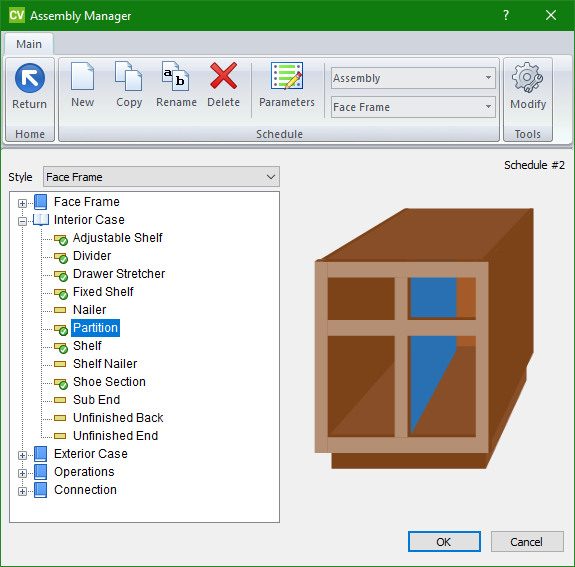 CV Assembly Manager ?
Main
Return
Home
New
Copy
a b
Rename
Delete
Parameters
Assembly
Face Frame
Schedule
Modify
Tools
Schedule #2
Style Face Frame
Face Frame
Interior Case
Adjustable Shelf
Divider
Drawer Stretcher
Fixed Shelf
Nailer
Partition
Shelf
Shelf Nailer
Shoe Section
Sub End
Unfinished Back
Unfinished End
Exterior Case
Operations
Connection
OK Cancel